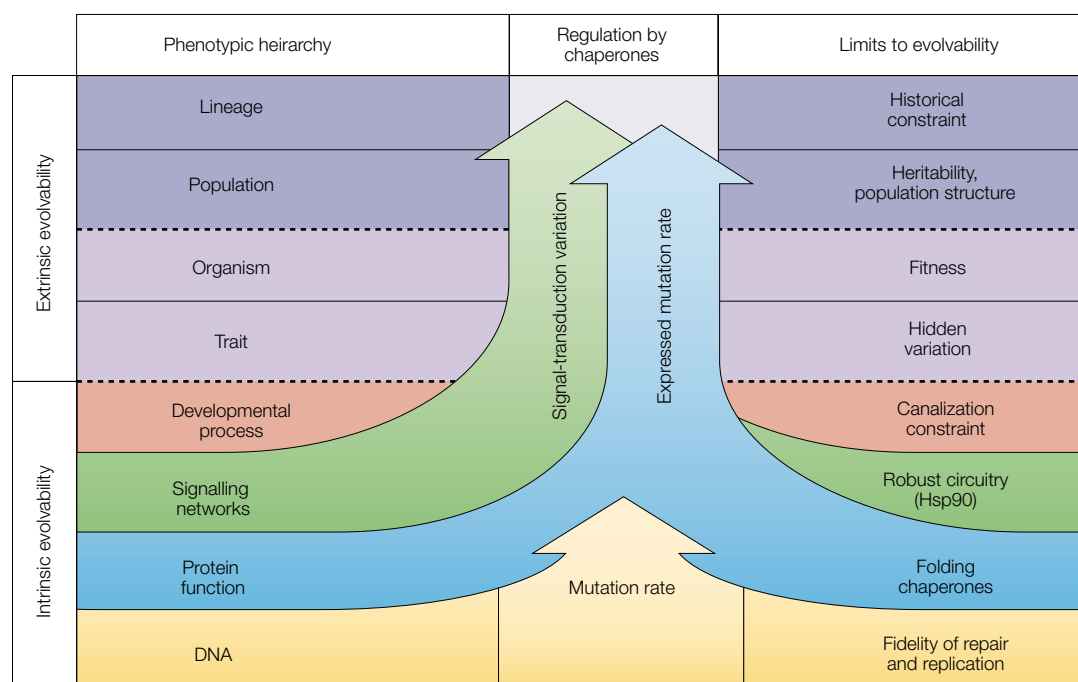 Phenotypic heirarchy
Regulation by
chaperones
Limits to evolvability
Extrinsic evolvability
Lineage
Historical
constraint
Population
Heritability,
population structure
Organism
Fitness
Trait
Hidden
variation
Signal-transduction variation
Expressed mutation rate
Intrinsic evolvability
Developmental
process
Canalization
constraint
Signalling
networks
Robust circuitry
(Hsp90)
Protein
function
Folding
chaperones
Mutation rate
DNA
Fidelity of repair
and replication